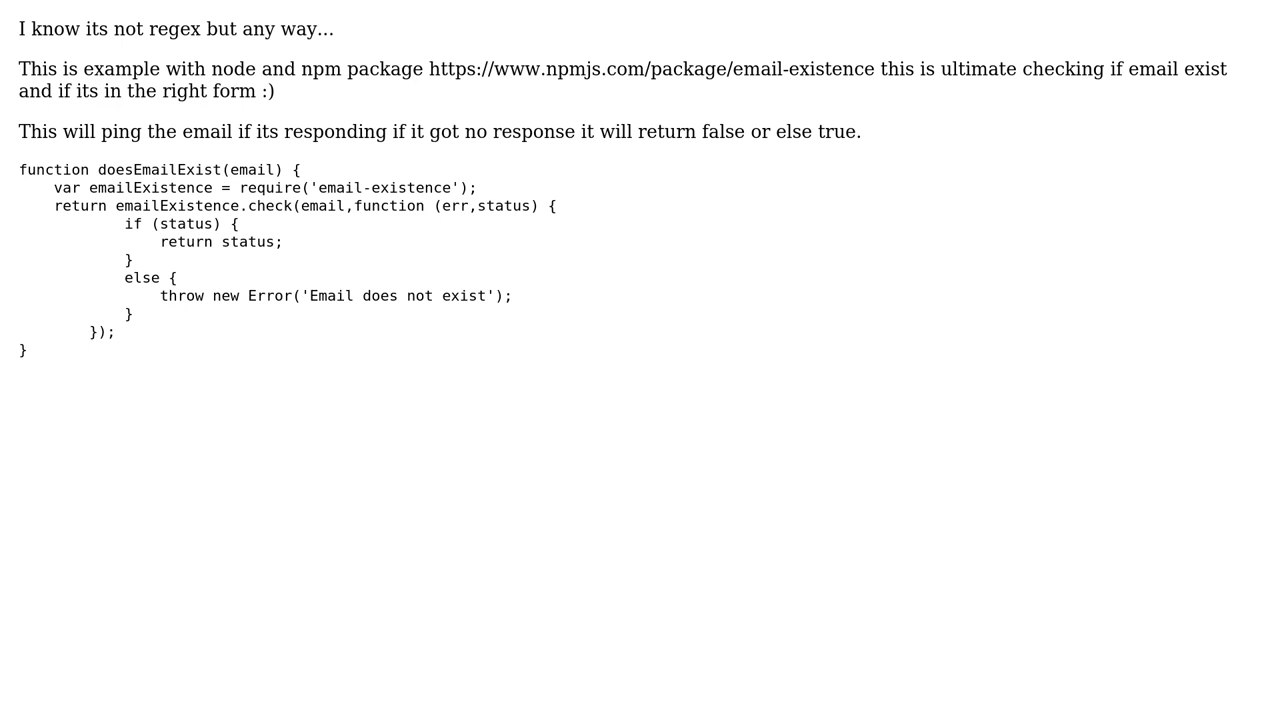 I know its not regex but any way...
This is example with node and npm package https://www.npmjs.com/package/email-existence this is ultimate checking if email exist
and if its in the right form :)
This will ping the email if its responding if it got no response it will return false or else true.
function doesEmailExist(email) {
    var emailExistence = require('email-existence');
    return emailExistence.check(email,function (err,status) {
            if (status) {
                return status;
            }
            else {
                throw new Error('Email does not exist');
            }
        });
}